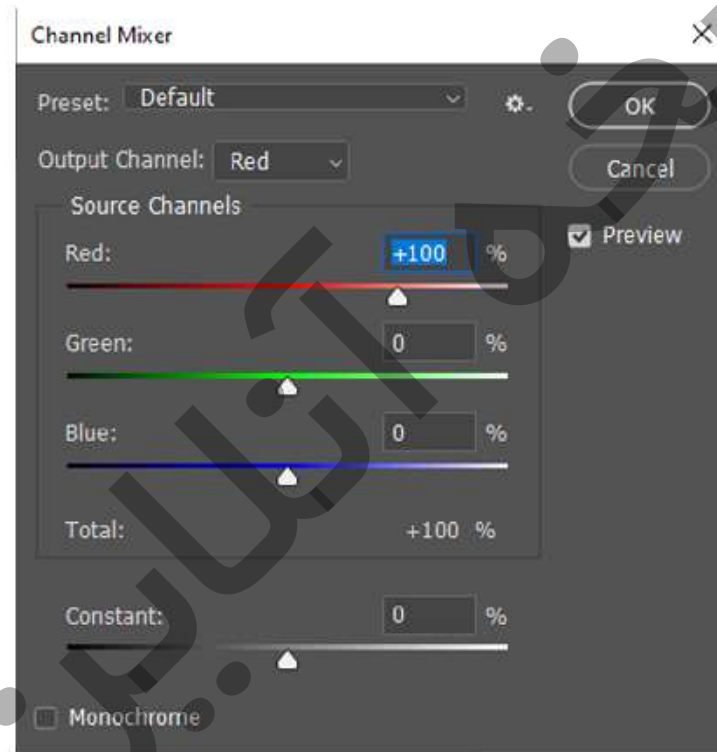 Channel Mixer
Preset: Default
OK
Output Channel: Red
Cancel
Source Channels
Preview
Red: +100 %
Green: 0 %
Blue: 0 %
Total: +100 %
Constant: 0 %
Monochrome